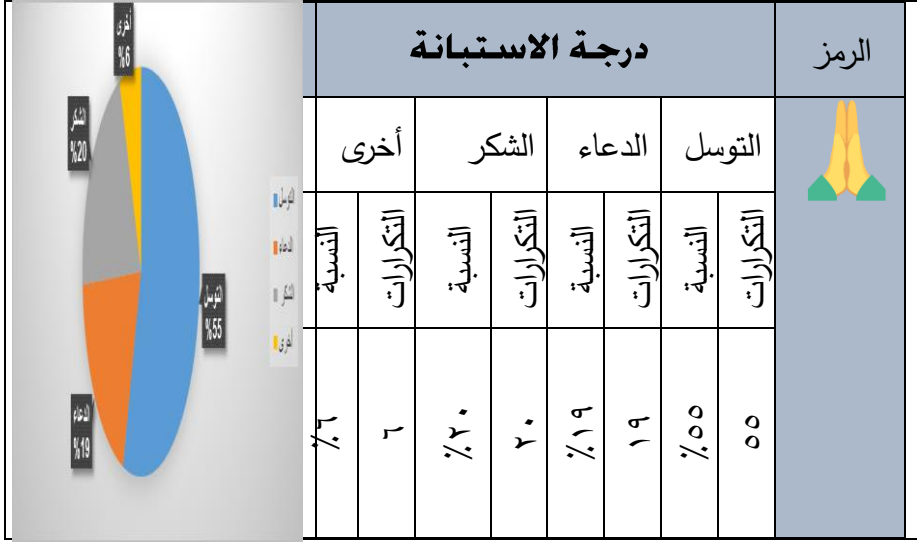 الرمز
درجة الاستبانة
التوسل
الدعاء
الشكر
أخرى
التكرارات
النسبة
التكرارات
النسبة
التكرارات
النسبة
التكرارات
النسبة
٥٥
٥٥٪
١٩
١٩٪
٢٠
٢٠٪
٦
٦٪
أخرى
%6
الشكر
%20
التوسل
%55
الدعاء
%19
التوسل
الدعاء
الشكر
أخرى